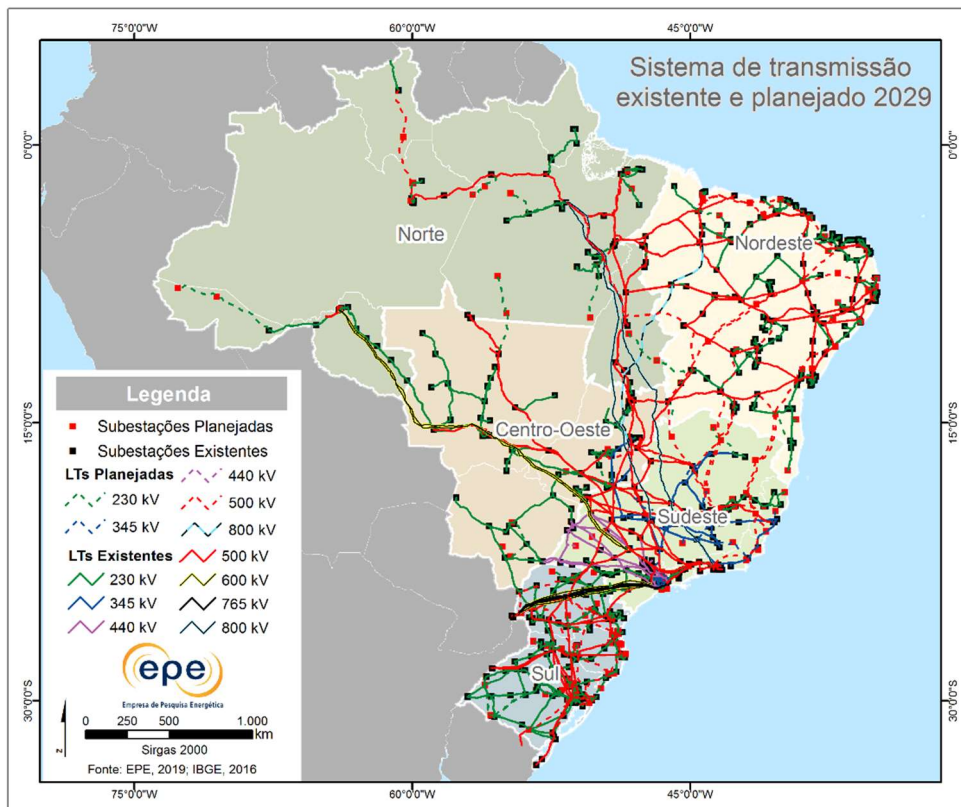 75°0'0"W
60°0'0"W
45°0'0"W
Sistema de transmissão
existente e planejado 2029
0°0'0"
0°0'0"
Norte
Nordeste
Legenda
Subestações Planejadas
Subestações Existentes
LTs Planejadas
440 kV
230 kV
500 kV
345 kV
800 kV
LTs Existentes
500 kV
230 kV
600 kV
345 kV
765 kV
440 kV
800 kV
15°0'0"S
15°0'0"S
Centro-Oeste
Sudeste
Sul
epe
Empresa de Pesquisa Energética
30°0'0"S
30°0'0"S
0 250 500 1.000
km
Sirgas 2000
z
Fonte: EPE, 2019; IBGE, 2016
75°0'0"W
60°0'0"W
45°0'0"W